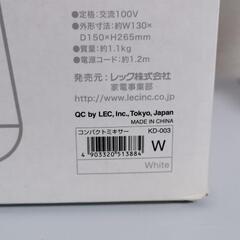 ●定格:交流100V
●外形寸法:約W130×
D150×H265mm
●質量:約1.1kg
●電源コード:約1.2m
発売元:レック株式会社
家電事業部
www.lecinc.co.jp
QC by LEC, Inc., Tokyo, Japan
MADE IN CHINA
コンパクトミキサー KD-003
W
4 903320 513884
White